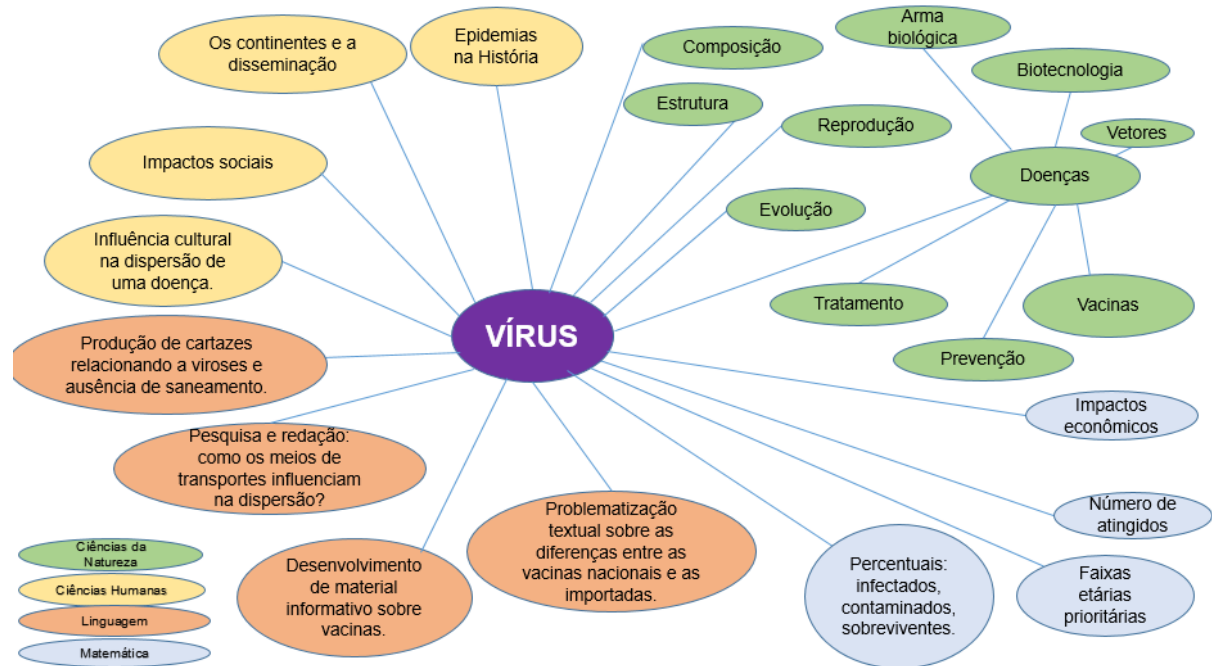 Os continentes e a
disseminação
Epidemias
na História
Composição
Arma
biológica
Biotecnologia
Estrutura
Reprodução
Vetores
Impactos sociais
Doenças
Evolução
Influência cultural
na dispersão de
uma doença.
Tratamento
Vacinas
VÍRUS
Produção de cartazes
relacionando a viroses e
ausência de saneamento.
Prevenção
Impactos
econômicos
Pesquisa e redação:
como os meios de
transportes influenciam
na dispersão?
Número de
atingidos
Problematização
textual sobre as
diferenças entre as
vacinas nacionais e as
importadas.
Desenvolvimento
de material
informativo sobre
vacinas.
Percentuais:
infectados,
contaminados,
sobreviventes.
Faixas
etárias
prioritárias
Ciências da
Natureza
Ciências Humanas
Linguagem
Matemática